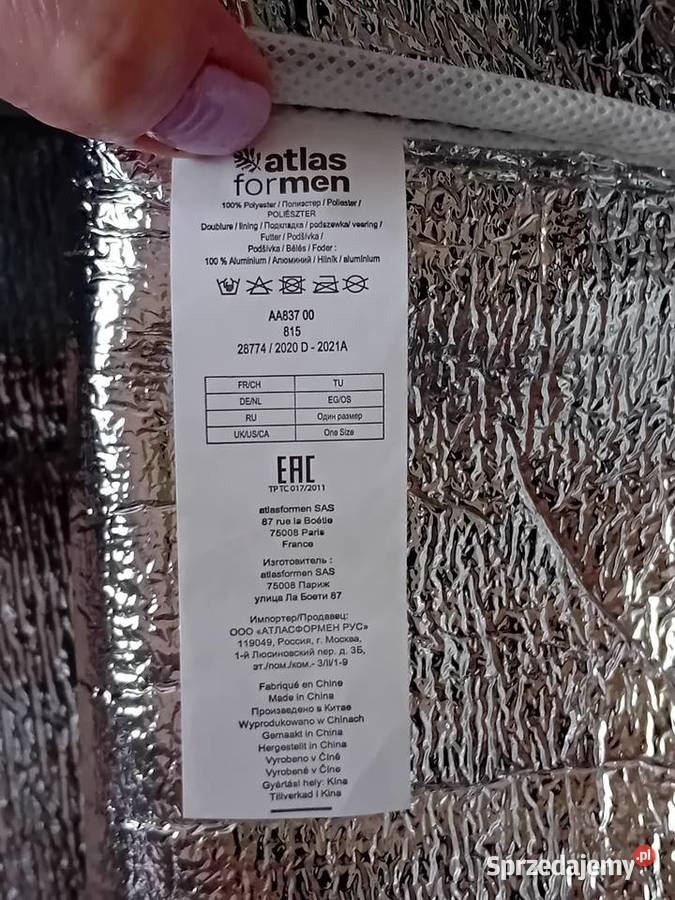 atlas
formen
100% Polyester / Полиэстер / Poliester /
POLIÉSZTER
Doublure / lining / Подкладка / podszewka/ veering /
Futter / Podšívka /
Podšívka / Bélés / Foder :
100 % Aluminium / Алюминий / Hliník / aluminium
AA837 00
815
28774 / 2020 D - 2021A
FR/CH TU
DE/NL EG/OS
RU Один размер
UK/US/CA One Size
EAC
ТР ТС 017/2011
atlasformen SAS
87 rue la Boétie
75008 Paris
France
Изготовитель :
atlasformen SAS
75008 Париж
улица Ла Боети 87
Импортер/Продавец:
ООО «АТЛАСФОРМЕН РУС»
119049, Россия, г. Москва,
1-й Люсиновский пер. д. 3Б,
эт./пом./ком.- 3/II/1-9
Fabriqué en Chine
Made in China
Произведено в Китае
Wyprodukowano w Chinach
Gemaakt in China
Hergestellt in China
Vyrobeno v Číně
Vyrobené v Číne
Gyártási hely: Kína
Tillverkad i Kina
Sprzedajemy.pl